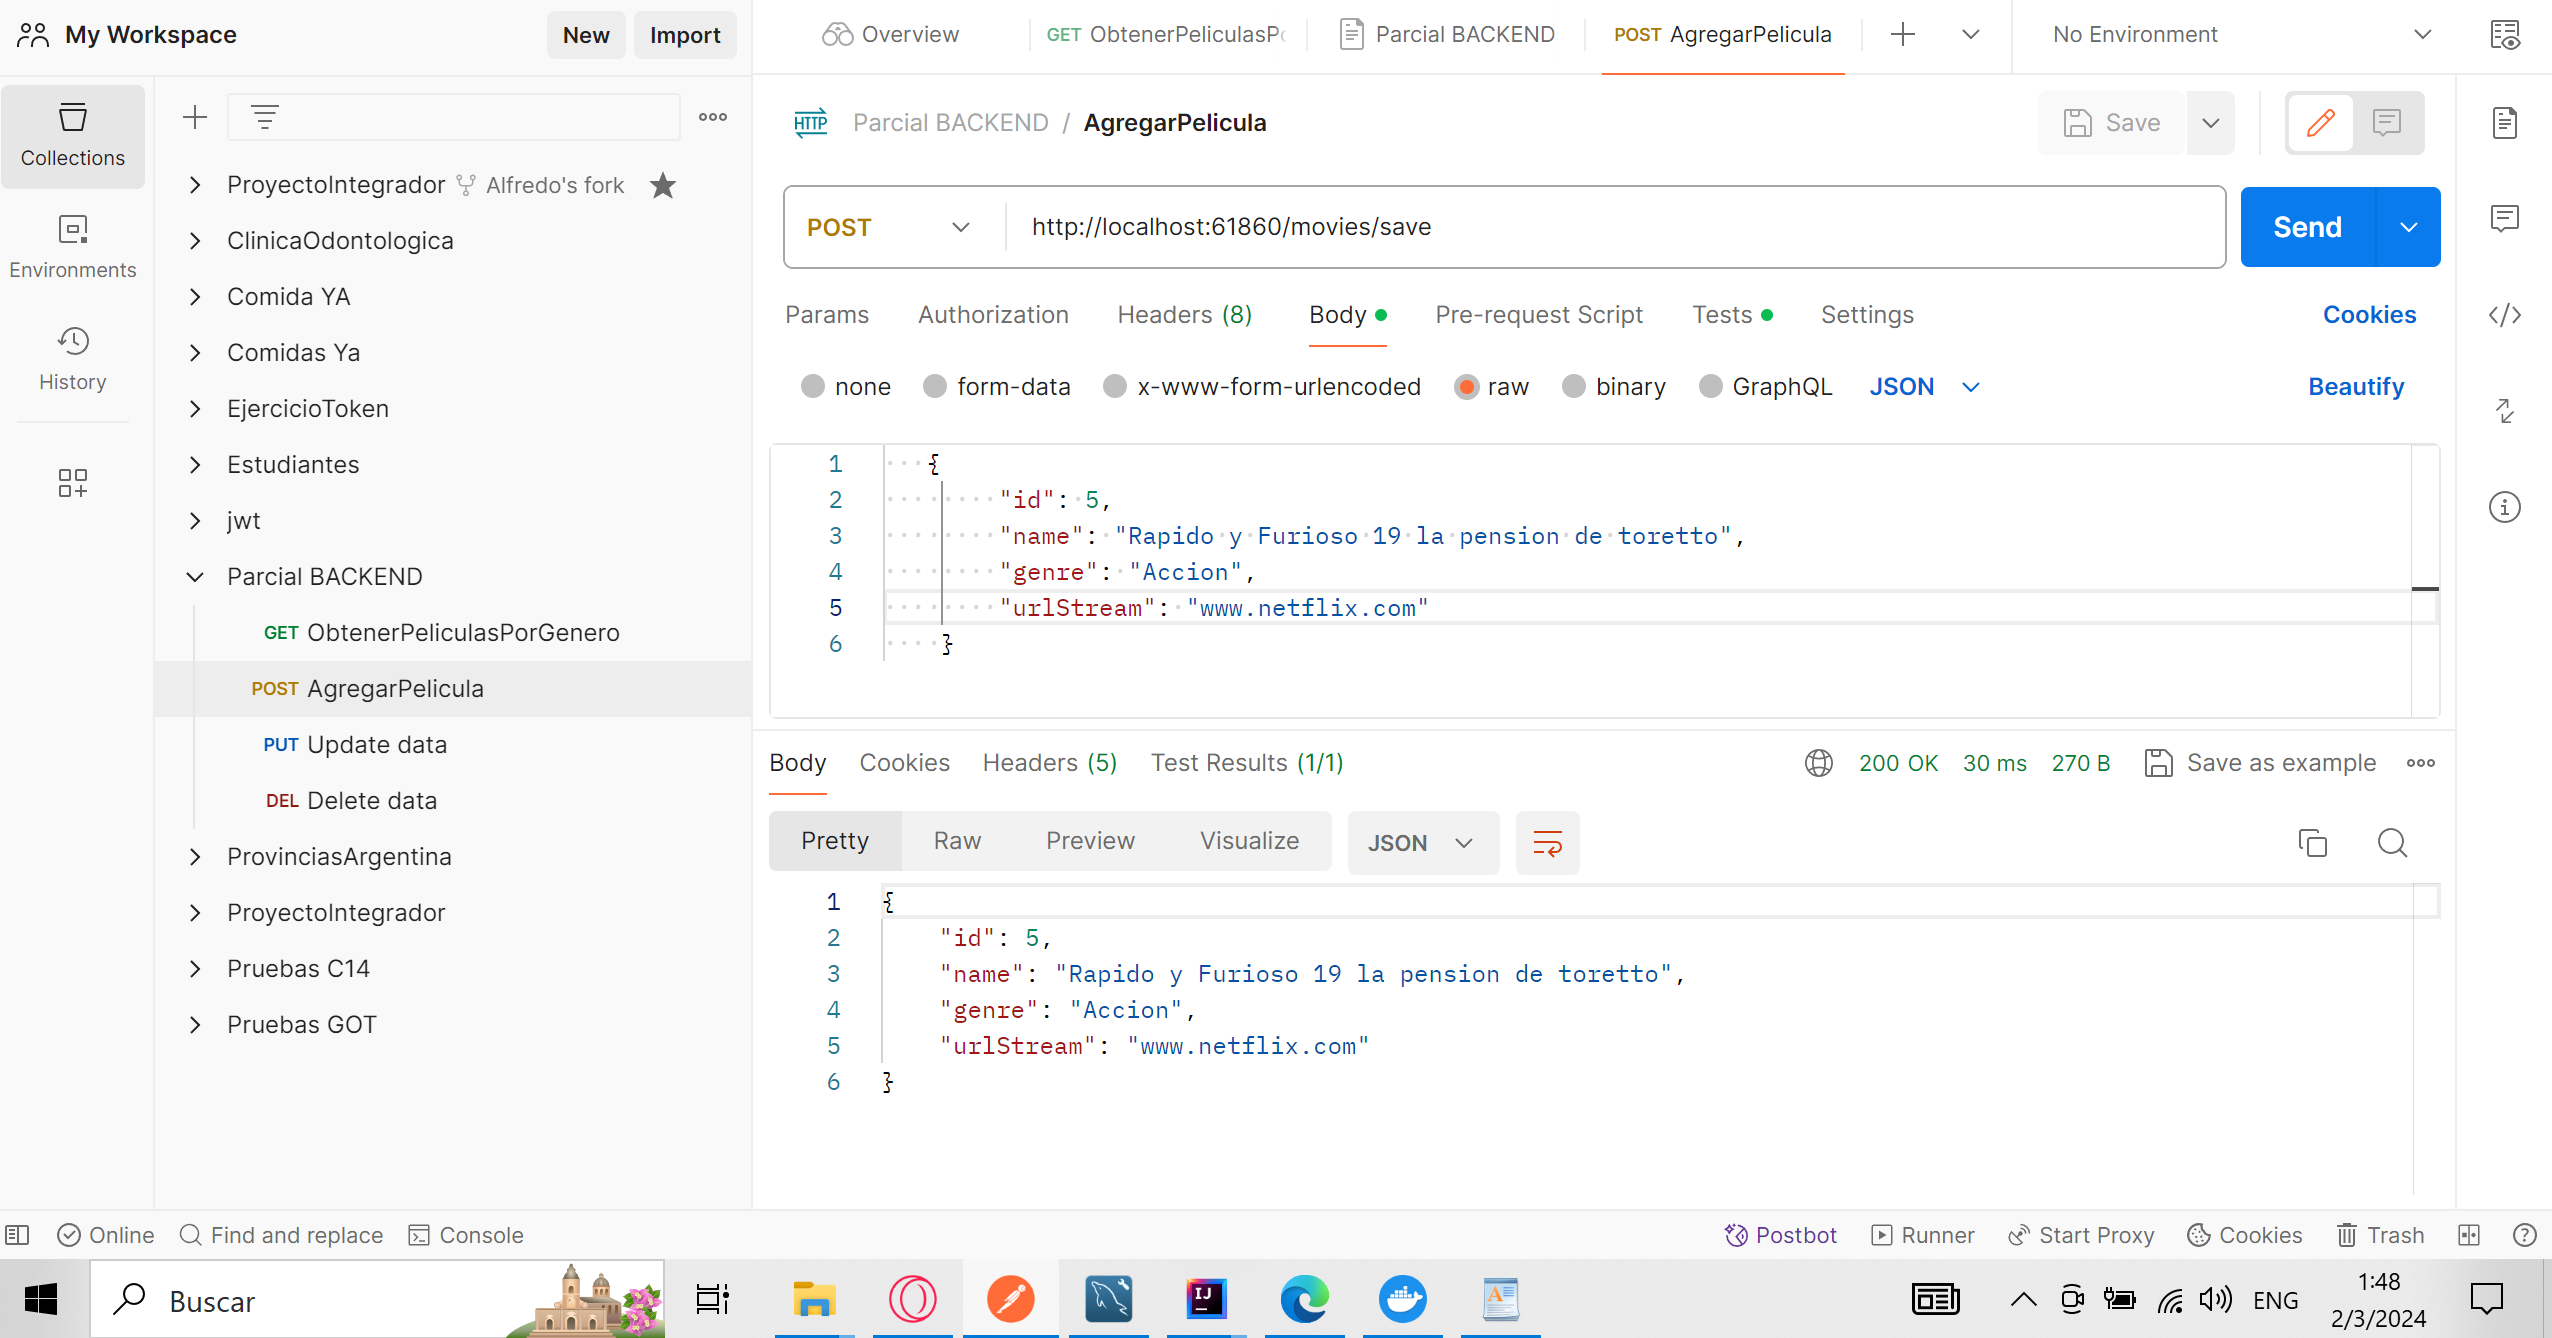 My Workspace
New
Import
Overview
GET ObtenerPeliculasPo
Parcial BACKEND
POST AgregarPelicula
No Environment
Collections
Environments
History
ProyectoIntegrador Alfredo's fork
ClinicaOdontologica
Comida YA
Comidas Ya
EjercicioToken
Estudiantes
jwt
Parcial BACKEND
GET ObtenerPeliculasPorGenero
POST AgregarPelicula
PUT Update data
DEL Delete data
ProvinciasArgentina
ProyectoIntegrador
Pruebas C14
Pruebas GOT
HTTP Parcial BACKEND / AgregarPelicula
Save
POST http://localhost:61860/movies/save
Send
Params Authorization Headers (8) Body Pre-request Script Tests Settings Cookies
none form-data x-www-form-urlencoded raw binary GraphQL JSON Beautify
1 {
2 "id": 5,
3 "name": "Rapido y Furioso 19 la pension de toretto",
4 "genre": "Accion",
5 "urlStream": "www.netflix.com"
6 }
Body Cookies Headers (5) Test Results (1/1) 200 OK 30 ms 270 B Save as example
Pretty Raw Preview Visualize JSON
1 {
2 "id": 5,
3 "name": "Rapido y Furioso 19 la pension de toretto",
4 "genre": "Accion",
5 "urlStream": "www.netflix.com"
6 }
Online Find and replace Console Postbot Runner Start Proxy Cookies Trash
Buscar
IJ
A
ENG
1:48
2/3/2024